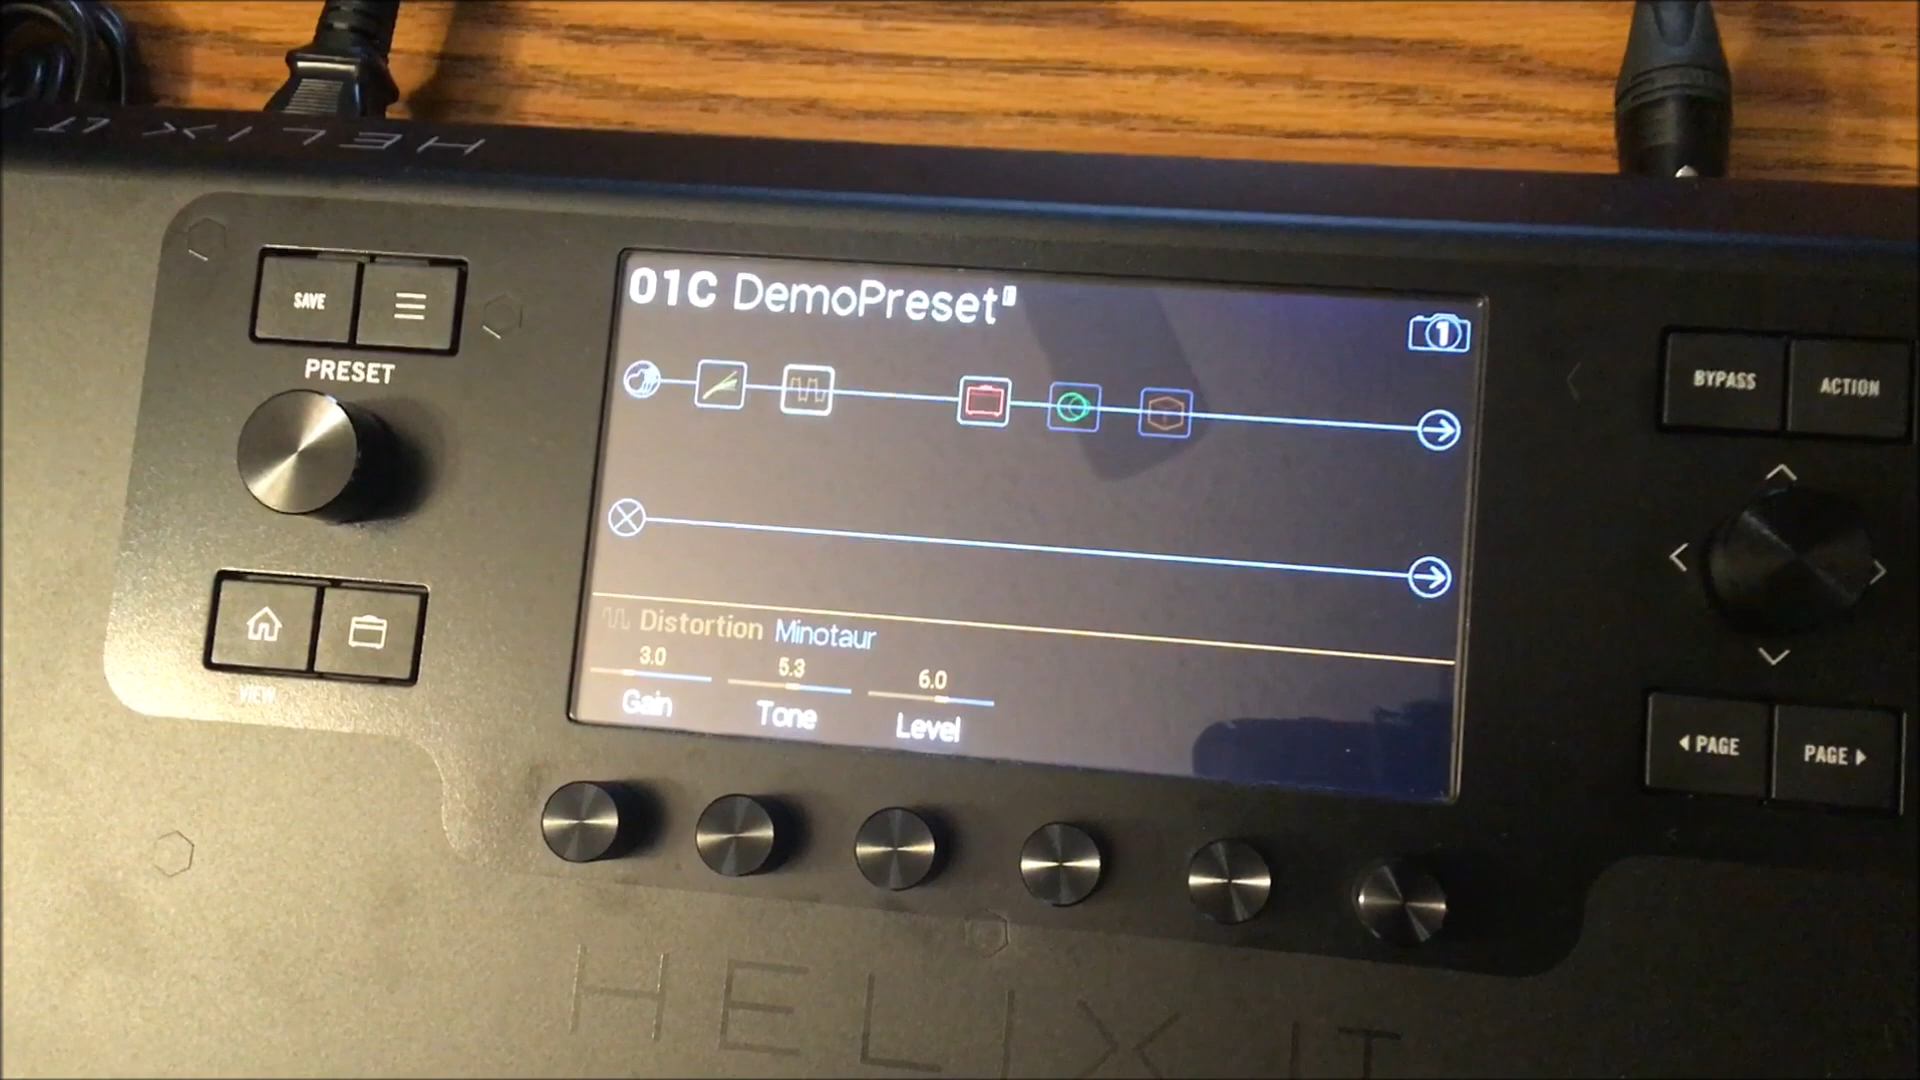 HELIX LT
SAVE
PRESET
VIEW
01C DemoPreset
1
Distortion Minotaur
3.0 5.3 6.0
Gain Tone Level
BYPASS ACTION
PAGE PAGE
HELIX LT